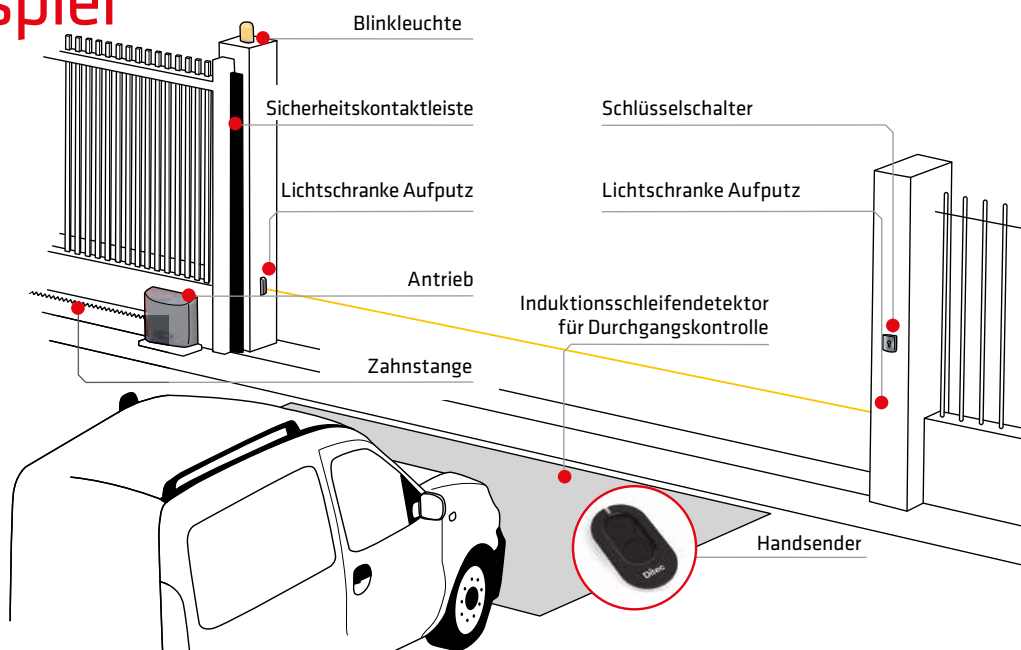 spiel
Blinkleuchte
Sicherheitskontaktleiste
Schlüsselschalter
Lichtschranke Aufputz
Lichtschranke Aufputz
Antrieb
Induktionsschleifendetektor
für Durchgangskontrolle
Zahnstange
Ditec
Handsender